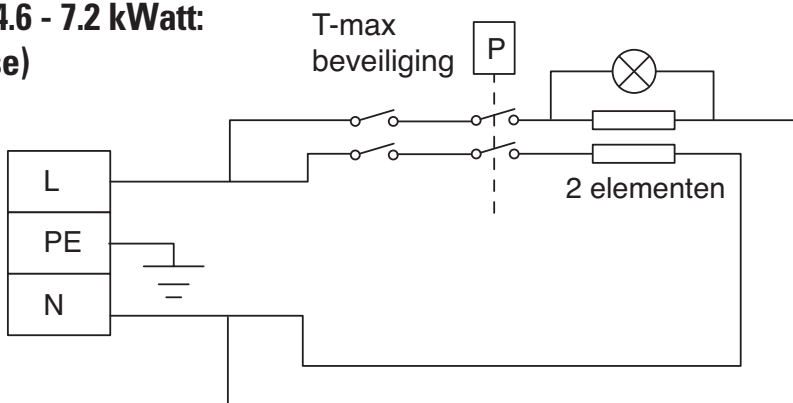 4.6 - 7.2 kWatt:
se)
T-max
beveiliging
P
L
PE
N
2 elementen